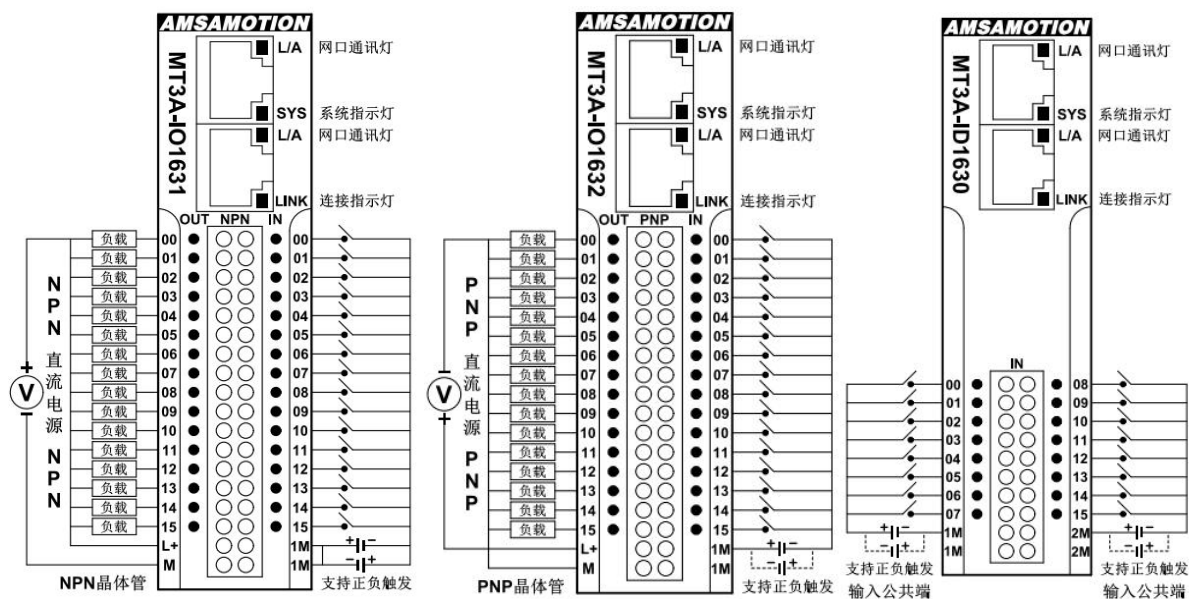 AMSAMOTION
MT3A-IO1631
L/A 网口通讯灯
SYS 系统指示灯
L/A 网口通讯灯
LINK 连接指示灯
OUT NPN IN
NPN 直流电源 NPN
+
V
−
负载 00 00
负载 01 01
负载 02 02
负载 03 03
负载 04 04
负载 05 05
负载 06 06
负载 07 07
负载 08 08
负载 09 09
负载 10 10
负载 11 11
负载 12 12
负载 13 13
负载 14 14
负载 15 15
L+ 1M + −
M 1M − +
NPN晶体管 支持正负触发
AMSAMOTION
MT3A-IO1632
L/A 网口通讯灯
SYS 系统指示灯
L/A 网口通讯灯
LINK 连接指示灯
OUT PNP IN
PNP 直流电源 PNP
−
V
+
负载 00 00
负载 01 01
负载 02 02
负载 03 03
负载 04 04
负载 05 05
负载 06 06
负载 07 07
负载 08 08
负载 09 09
负载 10 10
负载 11 11
负载 12 12
负载 13 13
负载 14 14
负载 15 15
L+ 1M + −
M 1M − +
PNP晶体管 支持正负触发
AMSAMOTION
MT3A-ID1630
L/A 网口通讯灯
SYS 系统指示灯
L/A 网口通讯灯
LINK 连接指示灯
IN
00 08
01 09
02 10
03 11
04 12
05 13
06 14
07 15
+ − 1M 2M + −
− + 1M 2M − +
支持正负触发 支持正负触发
输入公共端 输入公共端